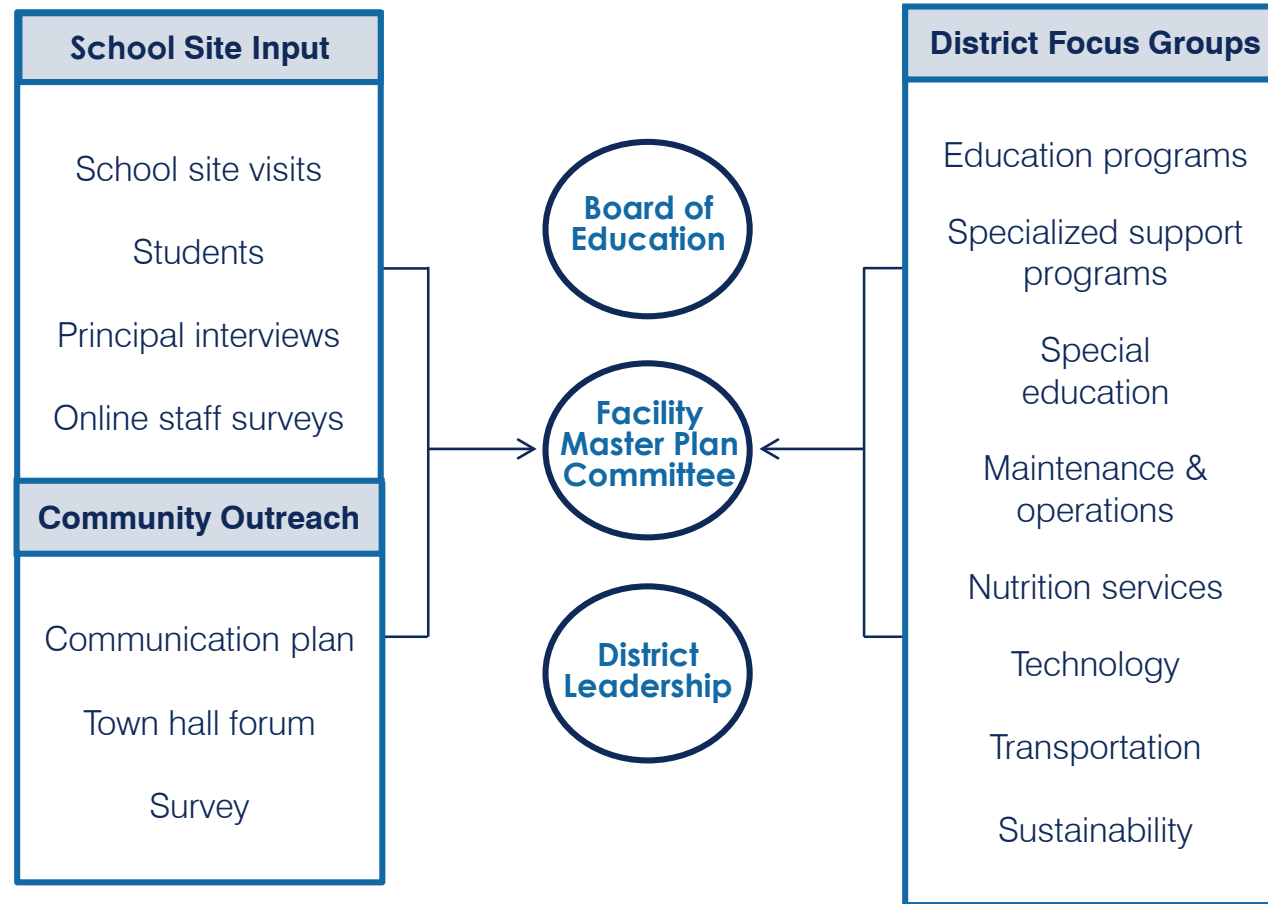 School Site Input
School site visits
Students
Principal interviews
Online staff surveys
Community Outreach
Communication plan
Town hall forum
Survey
Board of
Education
Facility
Master Plan
Committee
District
Leadership
District Focus Groups
Education programs
Specialized support
programs
Special
education
Maintenance &
operations
Nutrition services
Technology
Transportation
Sustainability